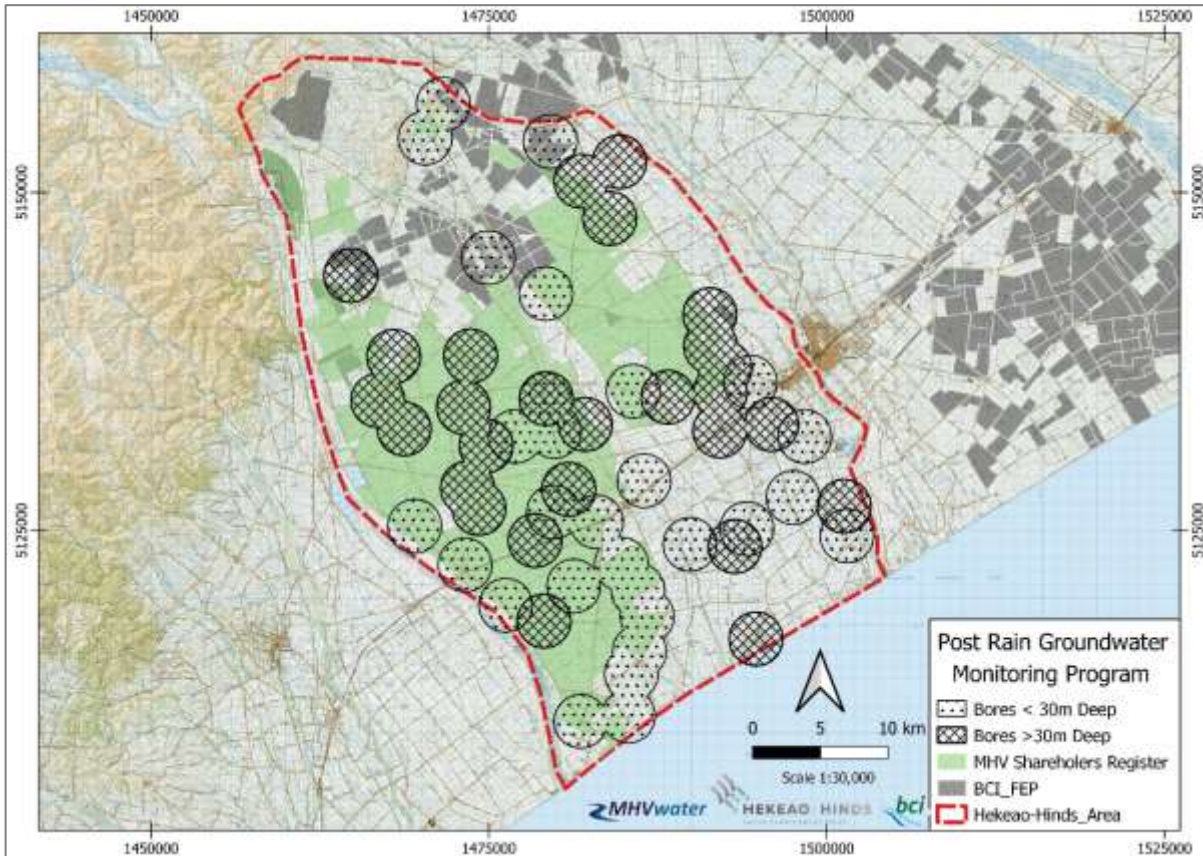 1450000 1475000 1500000 1525000
5150000 5150000
5125000 5125000
Post Rain Groundwater
Monitoring Program
Bores < 30m Deep
Bores >30m Deep
MHV Shareholers Register
BCI_FEP
Hekeao-Hinds_Area
0 5 10 km
Scale 1:30,000
MHVwater HEKEAO HINDS bci
1450000 1475000 1500000 1525000